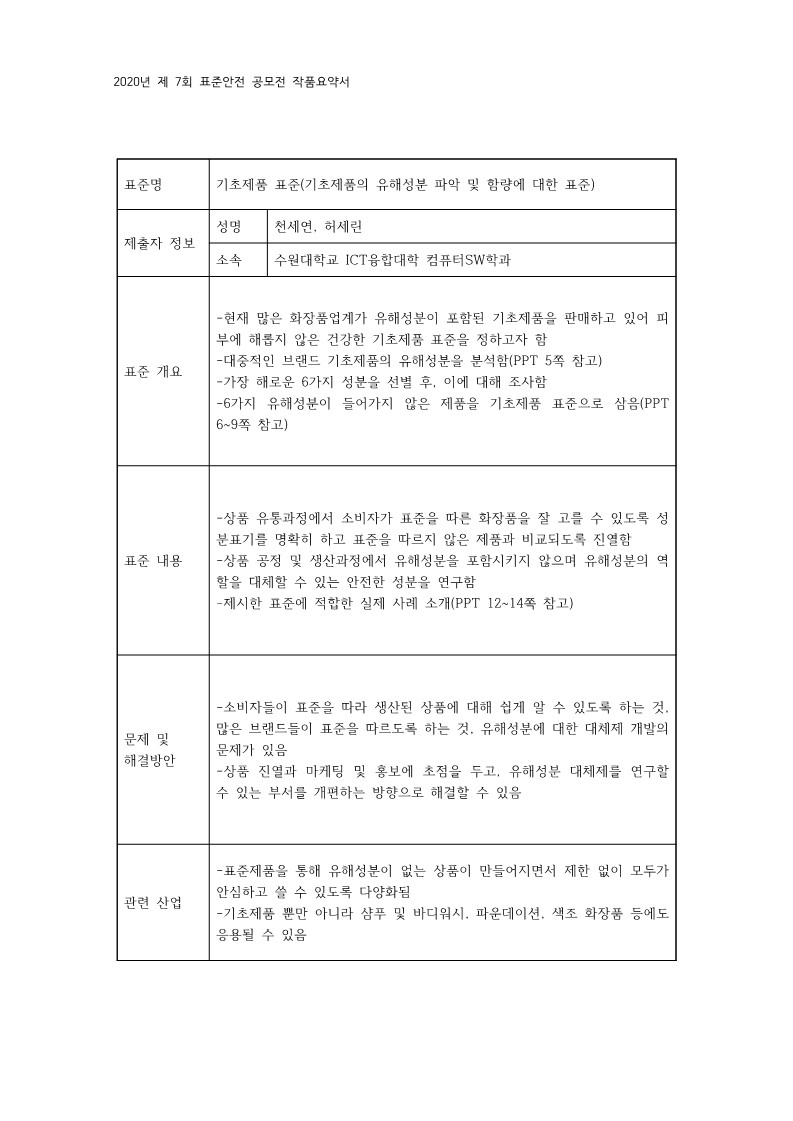 2020년 제 7회 표준안전 공모전 작품요약서
표준명
기초제품 표준(기초제품의 유해성분 파악 및 함량에 대한 표준)
제출자 정보
성명
천세연, 허세린
소속
수원대학교 ICT융합대학 컴퓨터SW학과
표준 개요
-현재 많은 화장품업계가 유해성분이 포함된 기초제품을 판매하고 있어 피
부에 해롭지 않은 건강한 기초제품 표준을 정하고자 함
-대중적인 브랜드 기초제품의 유해성분을 분석함(PPT 5쪽 참고)
-가장 해로운 6가지 성분을 선별 후, 이에 대해 조사함
-6가지 유해성분이 들어가지 않은 제품을 기초제품 표준으로 삼음(PPT
6~9쪽 참고)
표준 내용
-상품 유통과정에서 소비자가 표준을 따른 화장품을 잘 고를 수 있도록 성
분표기를 명확히 하고 표준을 따르지 않은 제품과 비교되도록 진열함
-상품 공정 및 생산과정에서 유해성분을 포함시키지 않으며 유해성분의 역
할을 대체할 수 있는 안전한 성분을 연구함
-제시한 표준에 적합한 실제 사례 소개(PPT 12~14쪽 참고)
문제 및
해결방안
-소비자들이 표준을 따라 생산된 상품에 대해 쉽게 알 수 있도록 하는 것,
많은 브랜드들이 표준을 따르도록 하는 것, 유해성분에 대한 대체제 개발의
문제가 있음
-상품 진열과 마케팅 및 홍보에 초점을 두고, 유해성분 대체제를 연구할
수 있는 부서를 개편하는 방향으로 해결할 수 있음
관련 산업
-표준제품을 통해 유해성분이 없는 상품이 만들어지면서 제한 없이 모두가
안심하고 쓸 수 있도록 다양화됨
-기초제품 뿐만 아니라 샴푸 및 바디워시, 파운데이션, 색조 화장품 등에도
응용될 수 있음